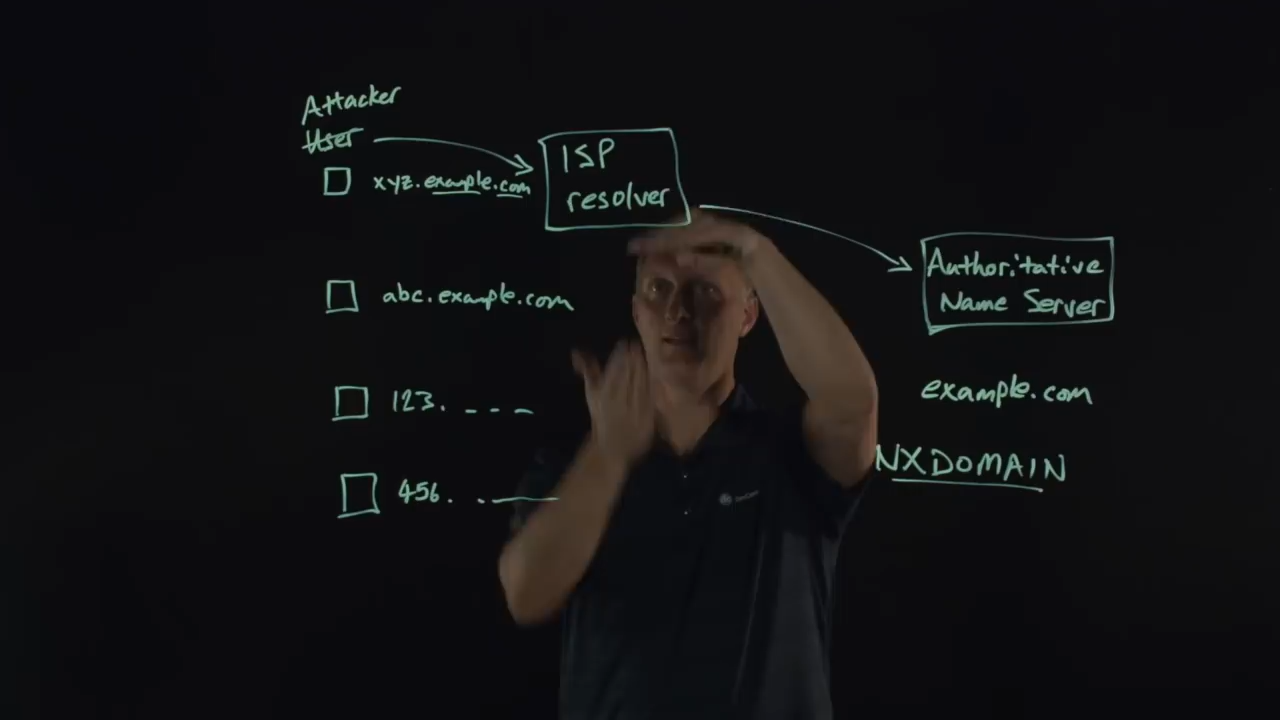 Attacker
User
xyz.example.com
ISP
resolver
Authoritative
Name Server
abc.example.com
example.com
123. ---
NXDOMAIN
456. .